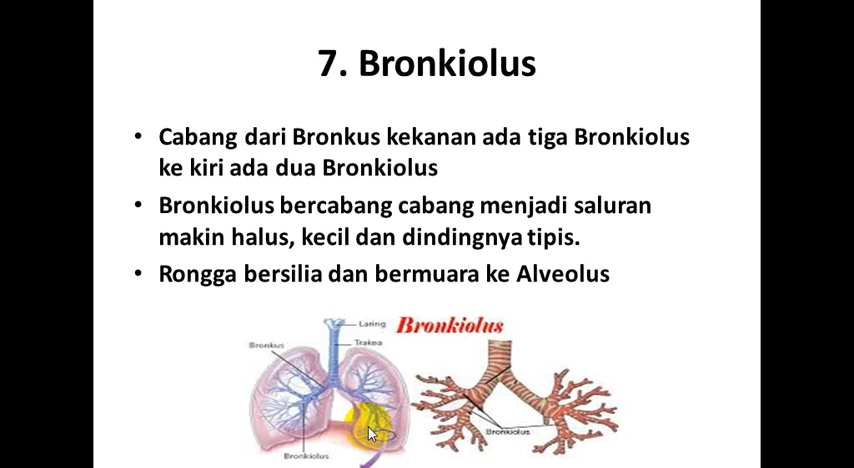 7. Bronkiolus
• Cabang dari Bronkus kekanan ada tiga Bronkiolus
ke kiri ada dua Bronkiolus
• Bronkiolus bercabang cabang menjadi saluran
makin halus, kecil dan dindingnya tipis.
• Rongga bersilia dan bermuara ke Alveolus
Laring
Bronkiolus
Bronkus
Trakea
Bronkiolus
Bronkiolus